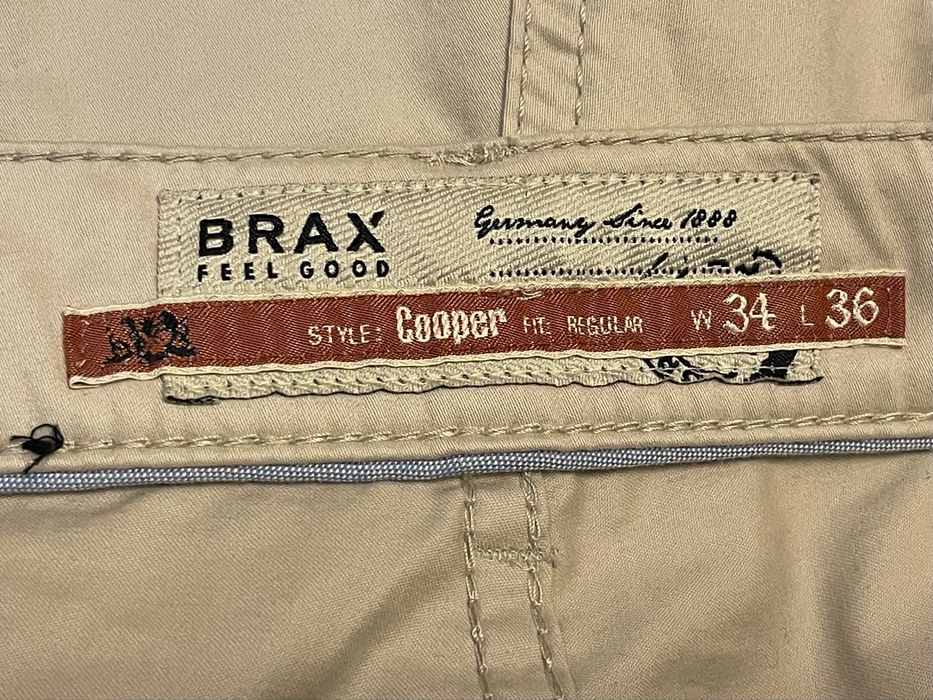 BRAX
FEEL GOOD
Germany Since 1888
STYLE: Cooper FIT: REGULAR W 34 L 36